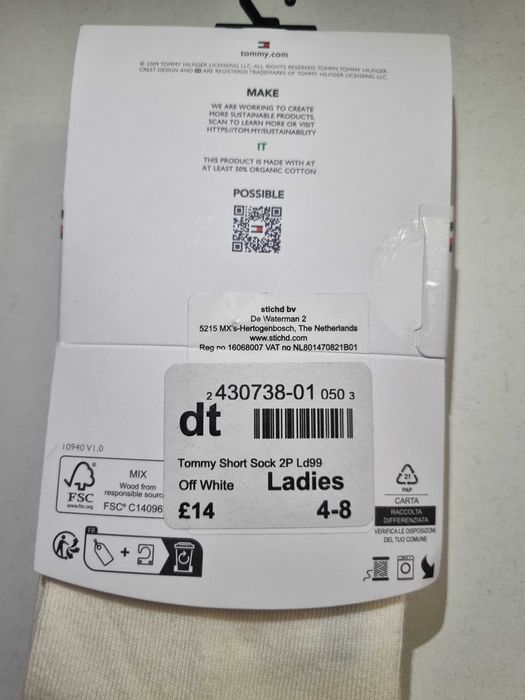 tommy.com
© 2009 TOMMY HILFIGER LICENSING LLC. ALL RIGHTS RESERVED. TOMMY, TOMMY HILFIGER,
CREST DESIGN AND ARE REGISTERED TRADEMARKS OF TOMMY HILFIGER LICENSING LLC.
MAKE
WE ARE WORKING TO CREATE
MORE SUSTAINABLE PRODUCTS.
SCAN TO LEARN MORE OR VISIT
HTTPS://TOM.MY/SUSTAINABILITY
IT
THIS PRODUCT IS MADE WITH AT
AT LEAST 50% ORGANIC COTTON
POSSIBLE
stichd bv
De Waterman 2
5215 MX's-Hertogenbosch, The Netherlands
www.stichd.com
Reg no 16068007 VAT no NL801470821B01
2 430738-01 050 3
dt
Tommy Short Sock 2P Ld99
Off White Ladies
£14 4-8
10940 V1.0
FSC
www.fsc.org
MIX
Wood from
responsible sourc
FSC® C14096
FR
+
21
PAP
CARTA
RACCOLTA
DIFFERENZIATA
VERIFICA LE DISPOSIZIONI
DEL TUO COMUNE